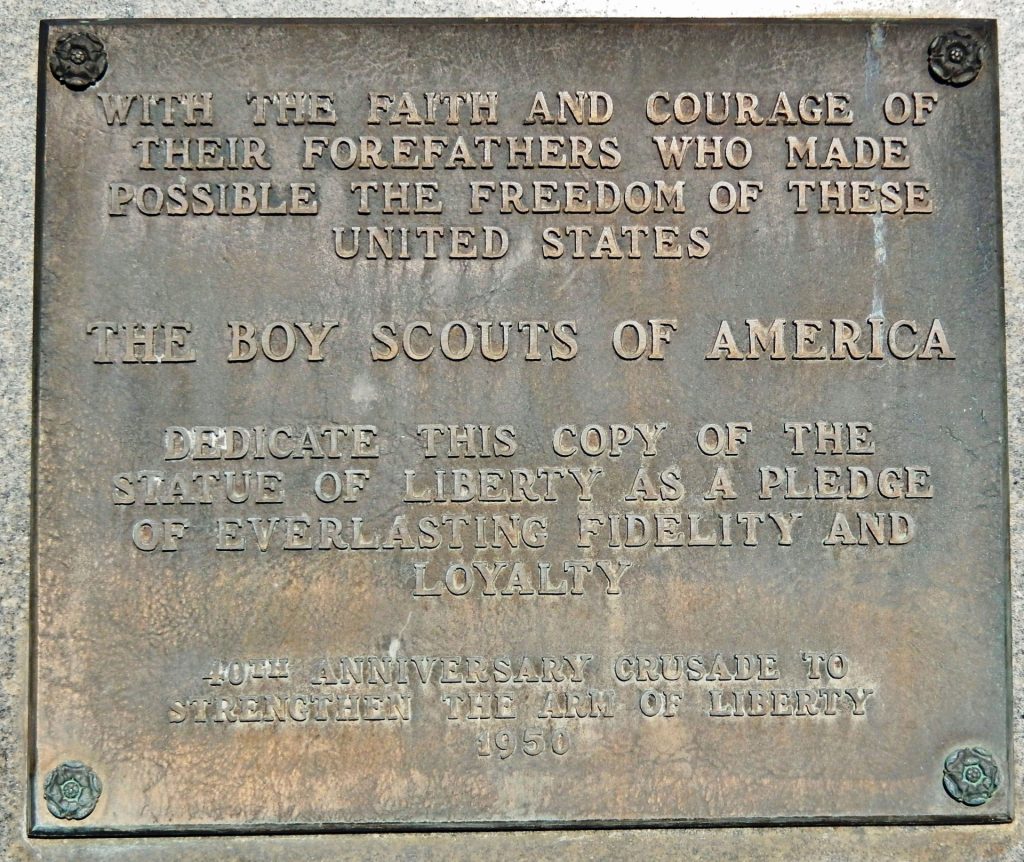 WITH THE FAITH AND COURAGE OF
THEIR FOREFATHERS WHO MADE
POSSIBLE THE FREEDOM OF THESE
UNITED STATES
THE BOY SCOUTS OF AMERICA
DEDICATE THIS COPY OF THE
STATUE OF LIBERTY AS A PLEDGE
OF EVERLASTING FIDELITY AND
LOYALTY
40TH ANNIVERSARY CRUSADE TO
STRENGTHEN THE ARM OF LIBERTY
1950